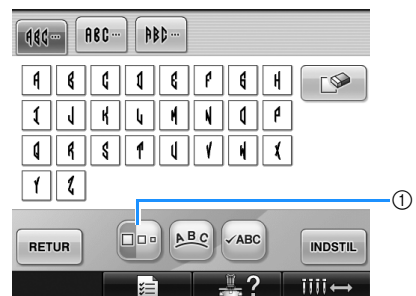 ABC… ABC… ABC…
A B C D E F G H
I J K L M N O P
Q R S T U V W X
Y Z
RETUR ABC ✓ABC INDSTIL
?
①